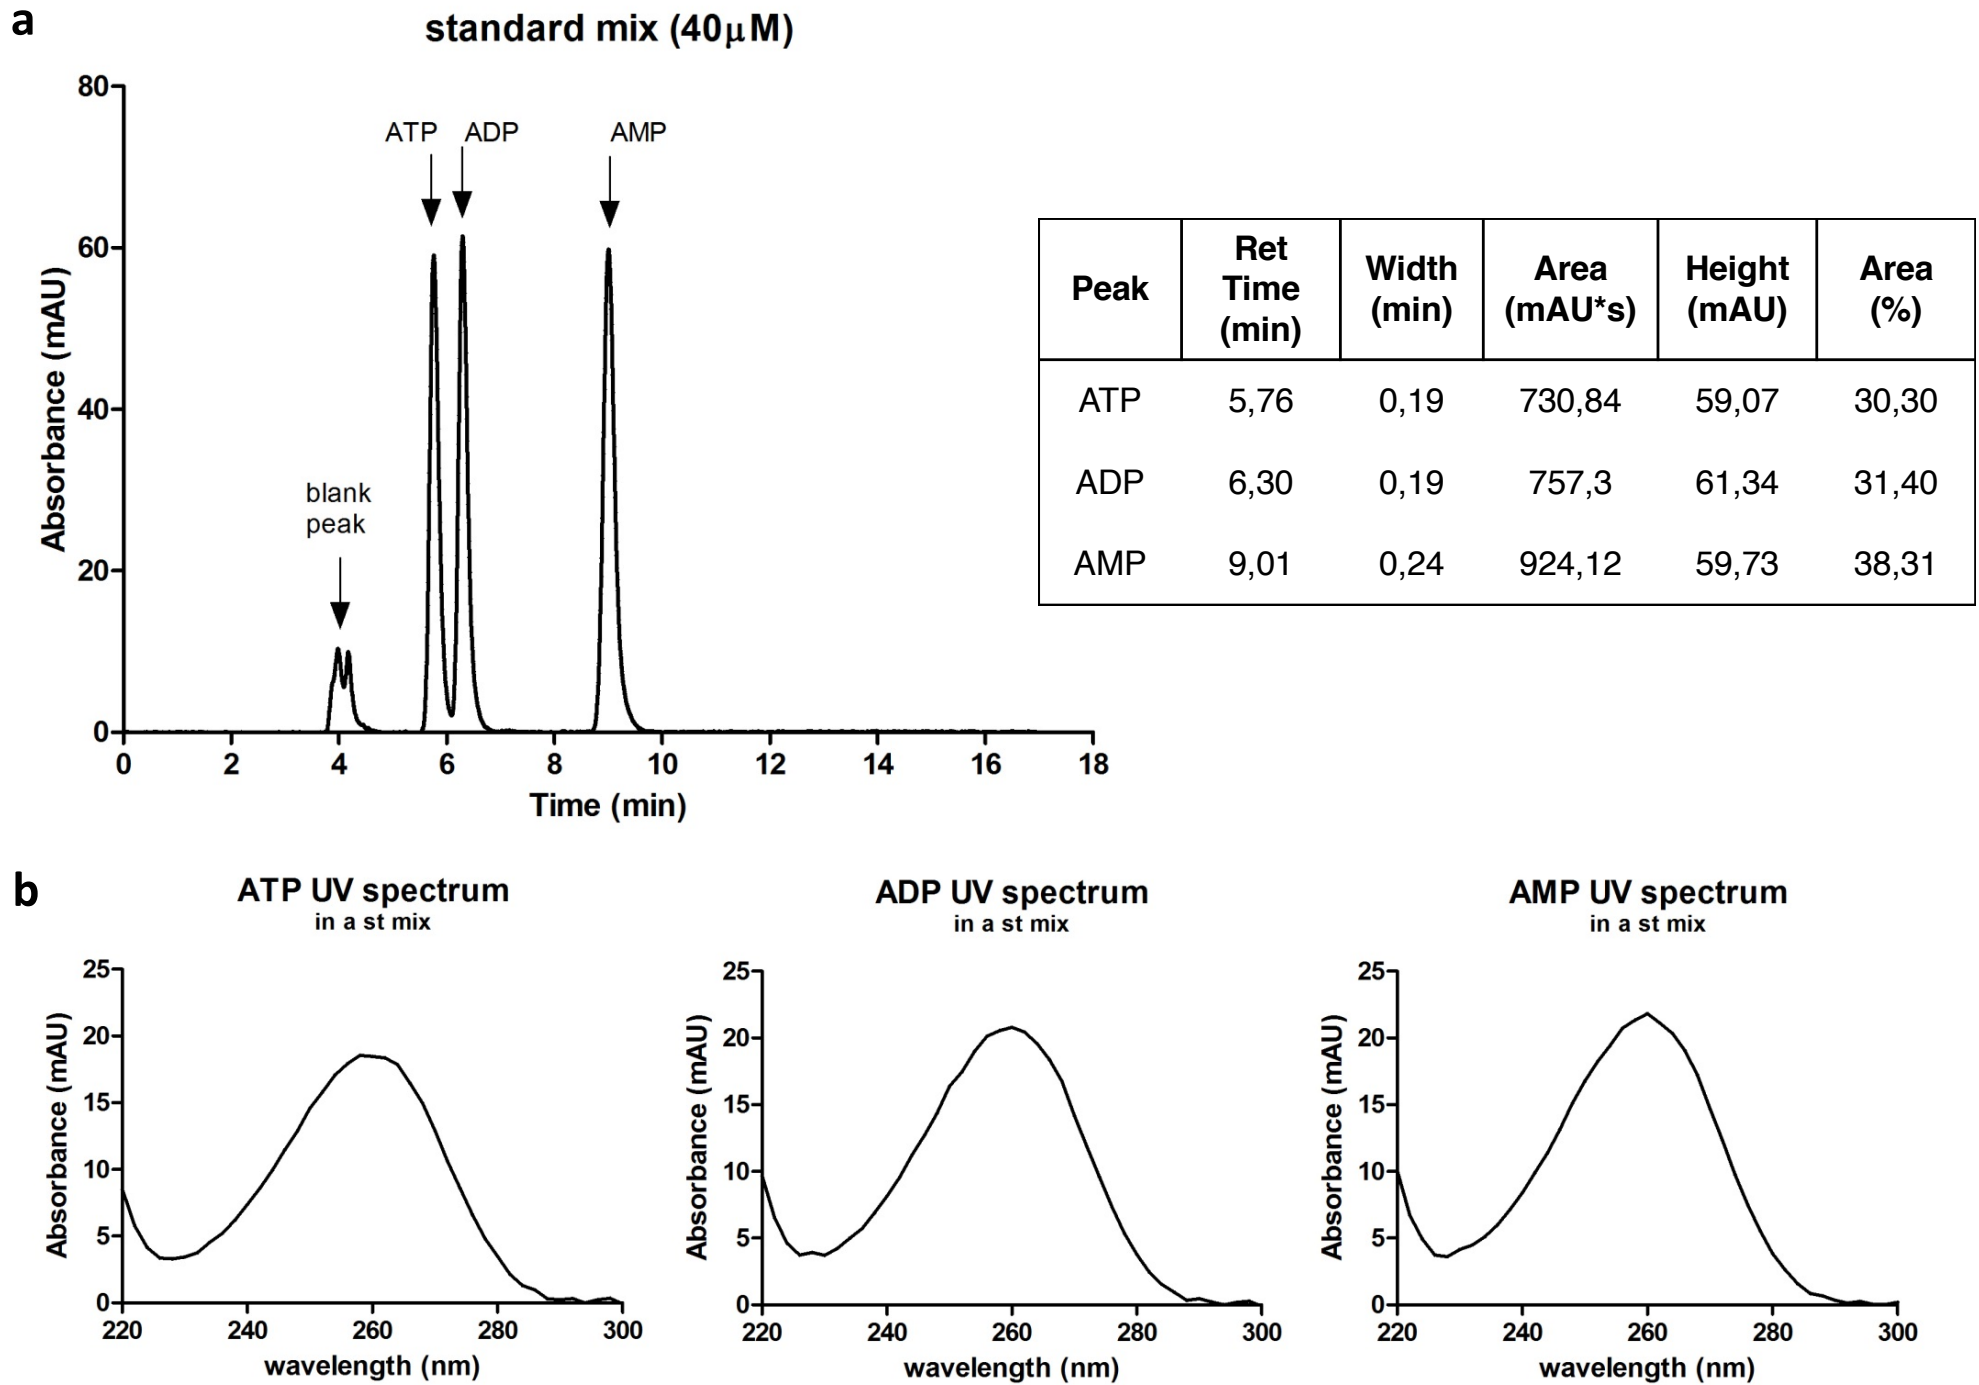 a
standard mix (40µM)
80
60
40
20
0
Absorbance (mAU)
ATP
ADP
AMP
blank
peak
0 2 4 6 8 10 12 14 16 18
Time (min)
Peak Ret Time (min) Width (min) Area (mAU*s) Height (mAU) Area (%)
ATP 5,76 0,19 730,84 59,07 30,30
ADP 6,30 0,19 757,3 61,34 31,40
AMP 9,01 0,24 924,12 59,73 38,31
b
ATP UV spectrum
in a st mix
25
20
15
10
5
0
Absorbance (mAU)
220 240 260 280 300
wavelength (nm)
ADP UV spectrum
in a st mix
25
20
15
10
5
0
Absorbance (mAU)
220 240 260 280 300
wavelength (nm)
AMP UV spectrum
in a st mix
25
20
15
10
5
0
Absorbance (mAU)
220 240 260 280 300
wavelength (nm)